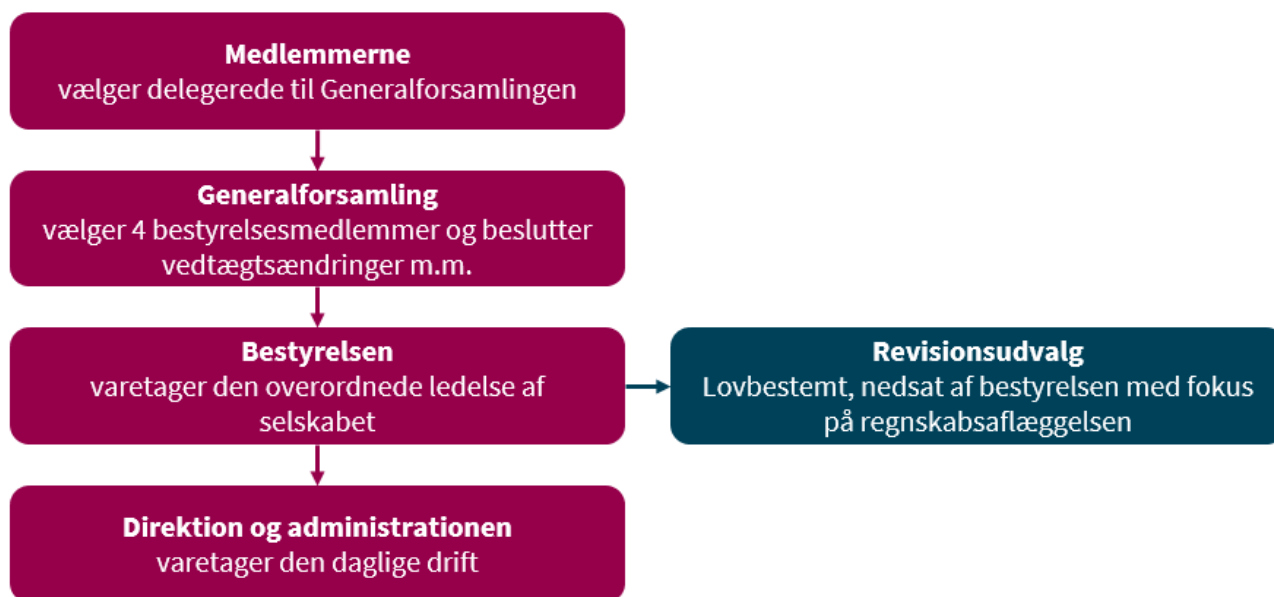 Medlemmerne
vælger delegerede til Generalforsamlingen
Generalforsamling
vælger 4 bestyrelsesmedlemmer og beslutter
vedtægtsændringer m.m.
Bestyrelsen
varetager den overordnede ledelse af
selskabet
Revisionsudvalg
Lovbestemt, nedsat af bestyrelsen med fokus
på regnskabsaflæggelsen
Direktion og administrationen
varetager den daglige drift